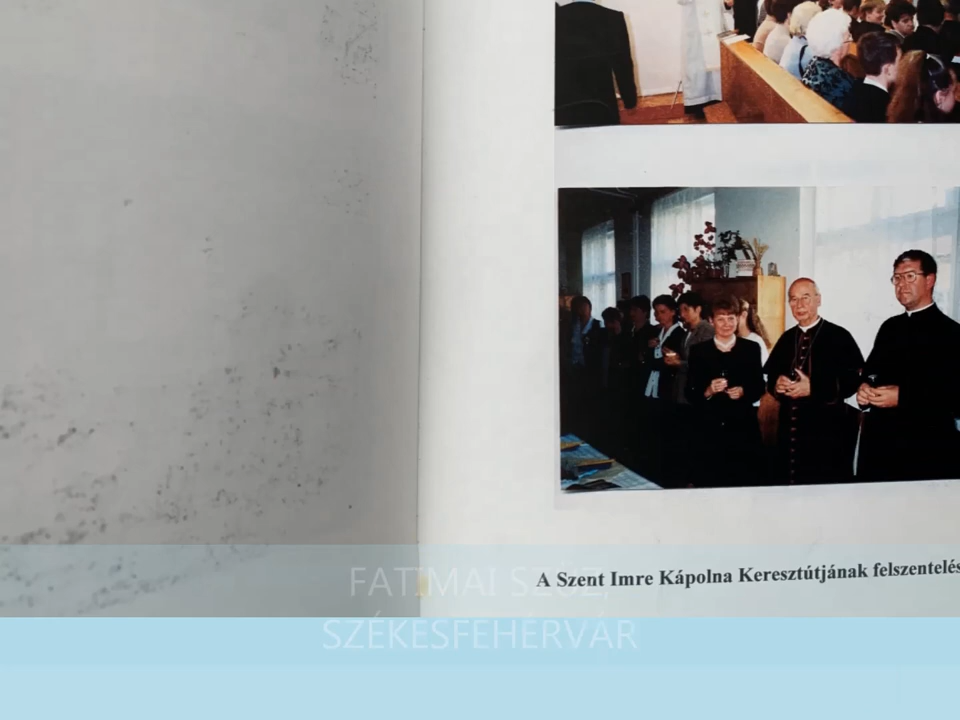 A Szent Imre Kápolna Keresztútjának felszentelés
FATIMAI SZŰZ,
SZÉKESFEHÉRVÁR